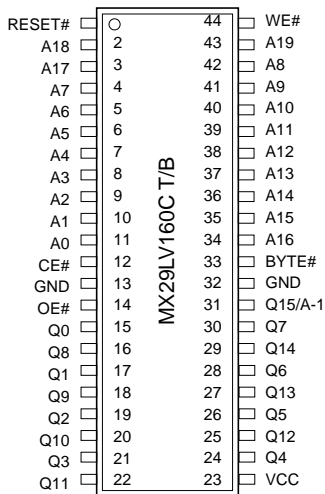 RESET# 44 WE#
A18 2 43 A19
A17 3 42 A8
A7 4 41 A9
A6 5 40 A10
A5 6 39 A11
A4 7 38 A12
A3 8 37 A13
A2 9 36 A14
A1 10 35 A15
A0 11 34 A16
CE# 12 33 BYTE#
GND 13 32 GND
OE# 14 31 Q15/A-1
Q0 15 30 Q7
Q8 16 29 Q14
Q1 17 28 Q6
Q9 18 27 Q13
Q2 19 26 Q5
Q10 20 25 Q12
Q3 21 24 Q4
Q11 22 23 VCC
MX29LV160C T/B